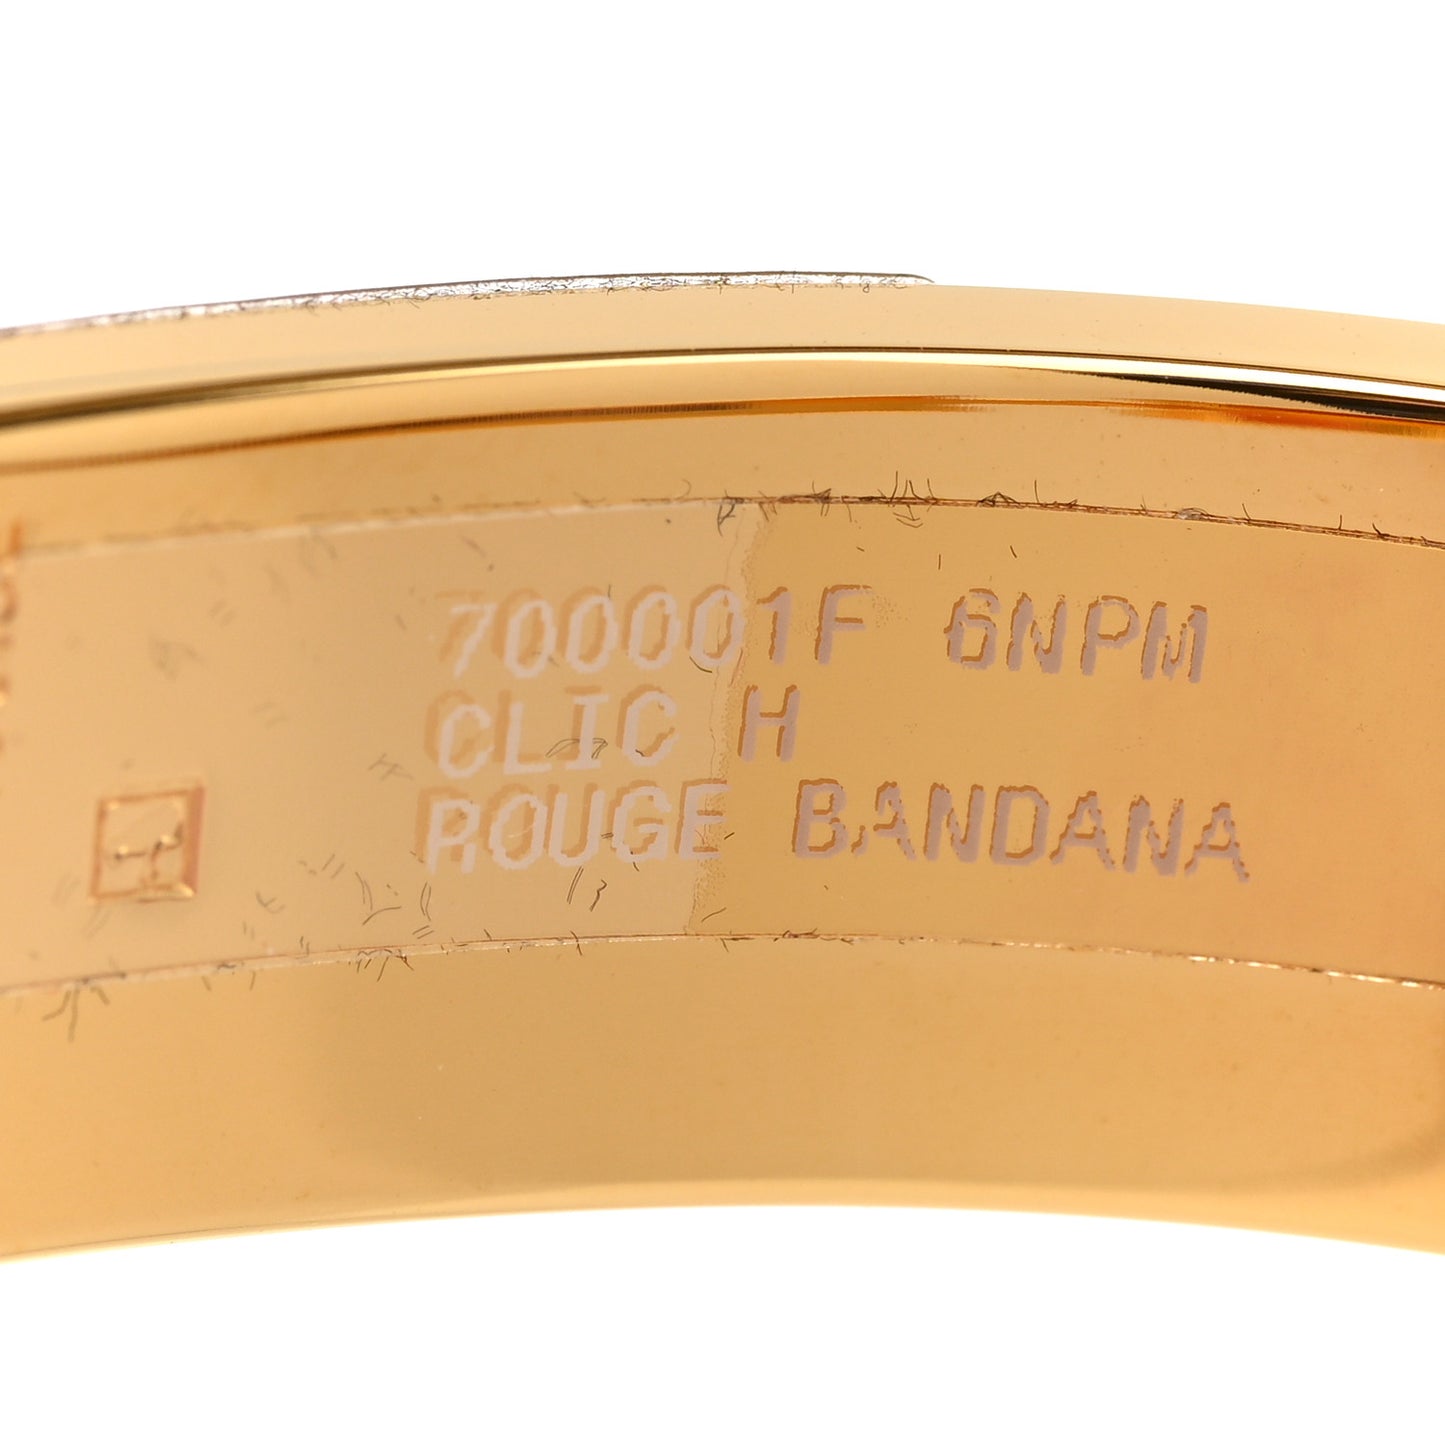 700001F 6NPM
CLIC H
ROUGE BANDANA